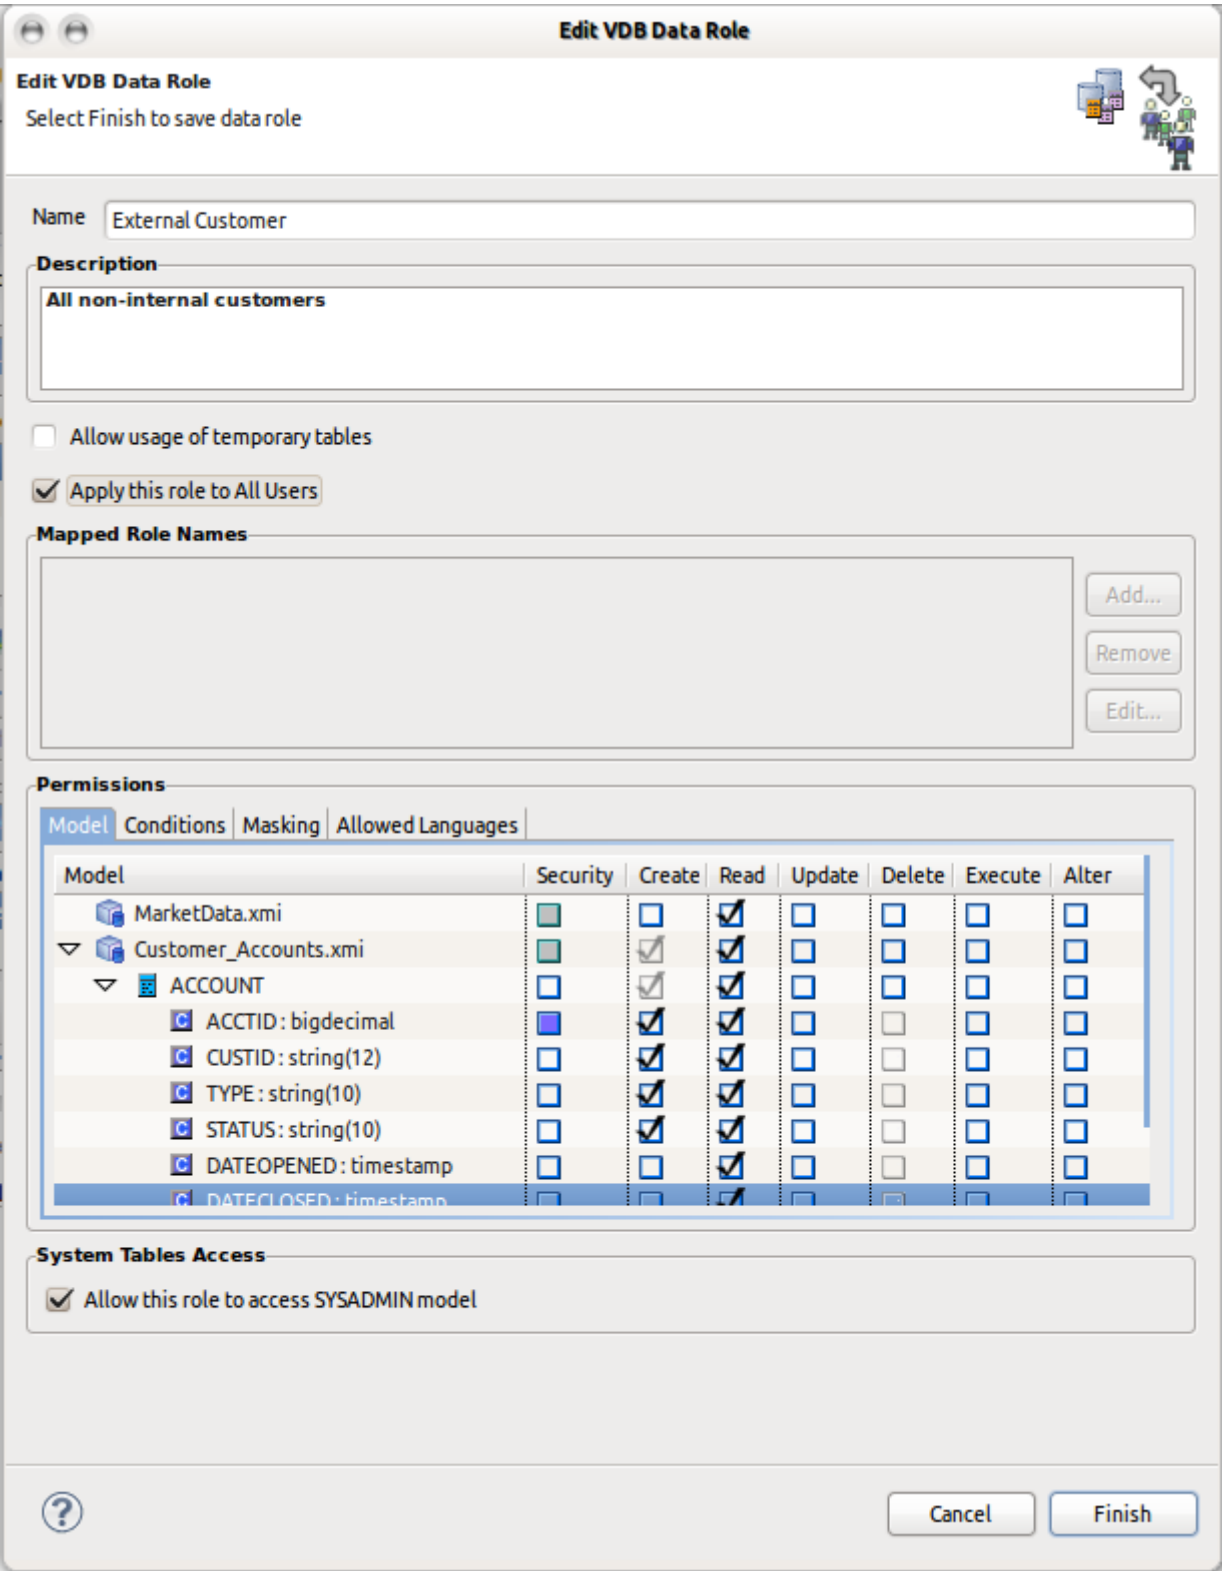 Edit VDB Data Role
Edit VDB Data Role
Select Finish to save data role
Name External Customer
Description
All non-internal customers
Allow usage of temporary tables
Apply this role to All Users
Mapped Role Names
Add...
Remove
Edit...
Permissions
Model Conditions Masking Allowed Languages
Model Security Create Read Update Delete Execute Alter
MarketData.xmi
Customer_Accounts.xmi
ACCOUNT
C ACCTID : bigdecimal
C CUSTID : string(12)
C TYPE : string(10)
C STATUS : string(10)
C DATEOPENED : timestamp
C DATECLOSED : timestamp
System Tables Access
Allow this role to access SYSADMIN model
? Cancel Finish